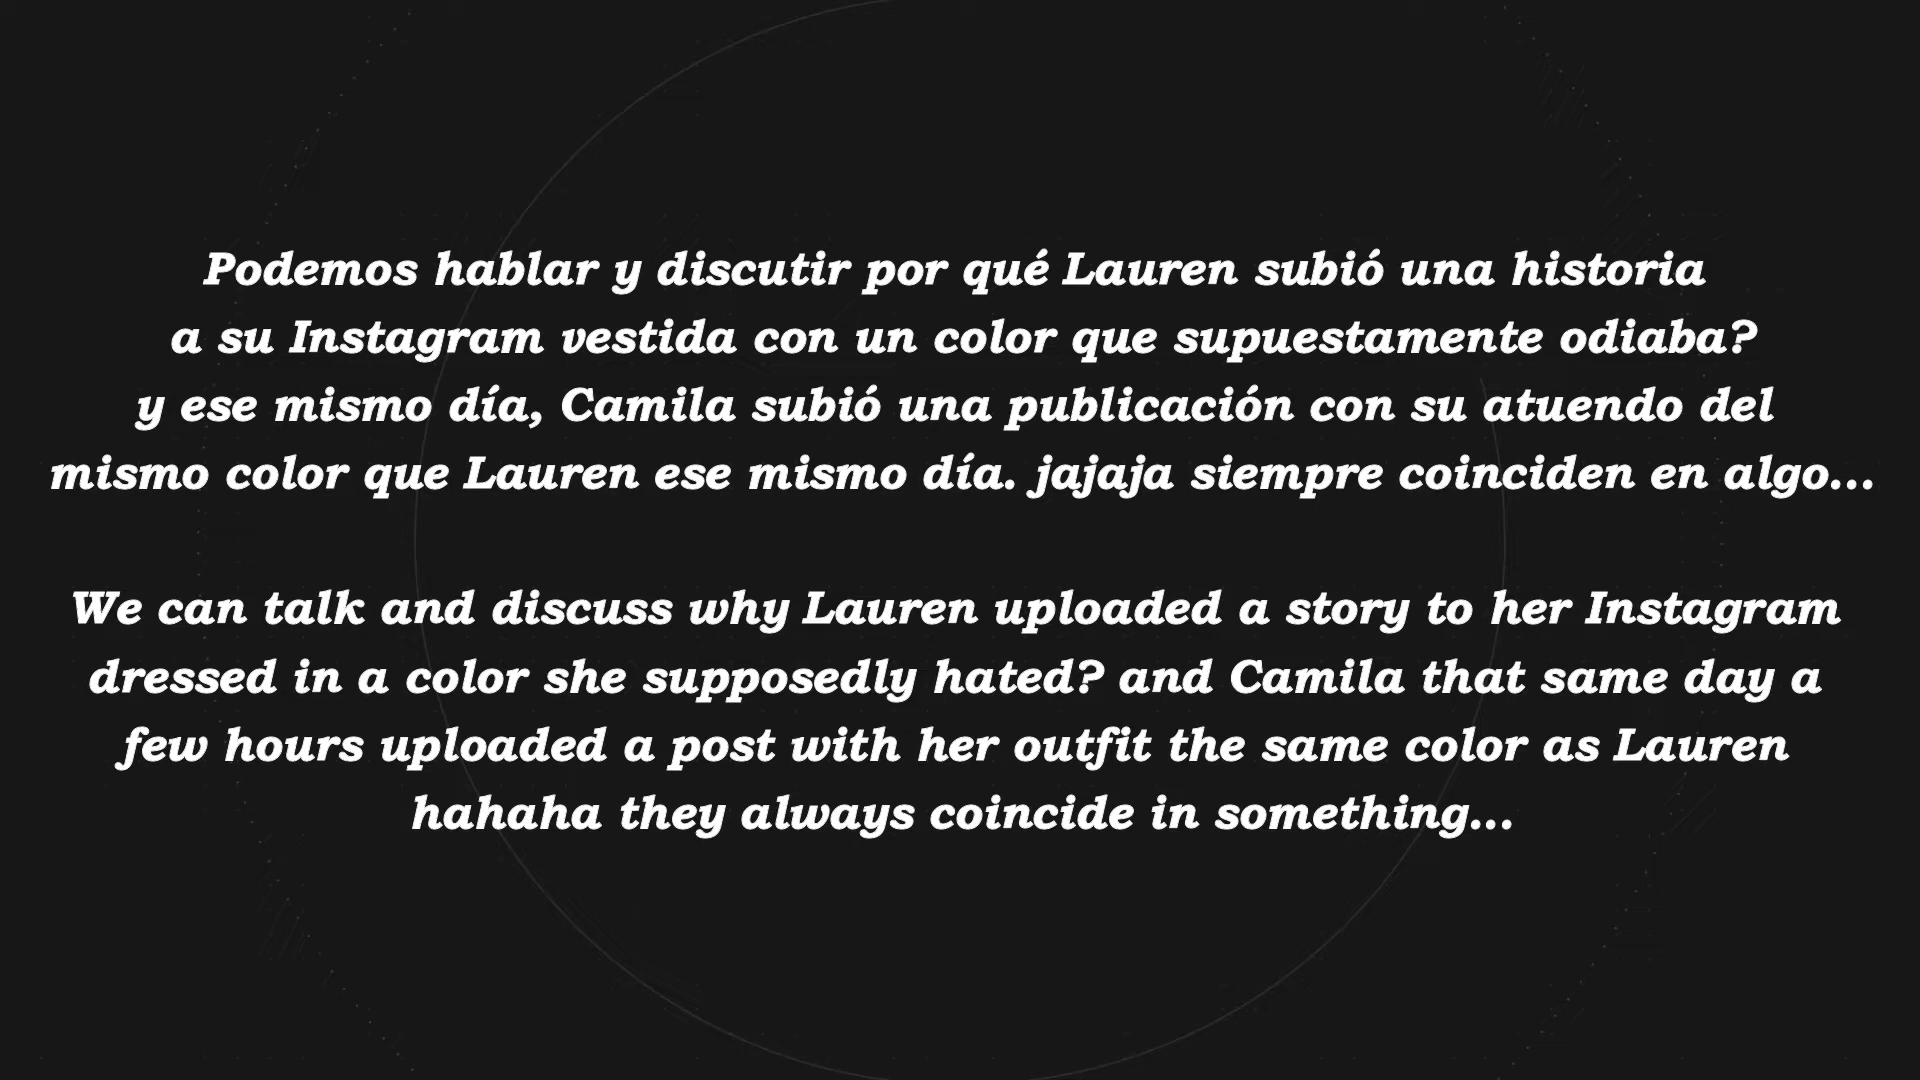 Podemos hablar y discutir por qué Lauren subió una historia
a su Instagram vestida con un color que supuestamente odiaba?
y ese mismo día, Camila subió una publicación con su atuendo del
mismo color que Lauren ese mismo día. jajaja siempre coinciden en algo...
We can talk and discuss why Lauren uploaded a story to her Instagram
dressed in a color she supposedly hated? and Camila that same day a
few hours uploaded a post with her outfit the same color as Lauren
hahaha they always coincide in something...